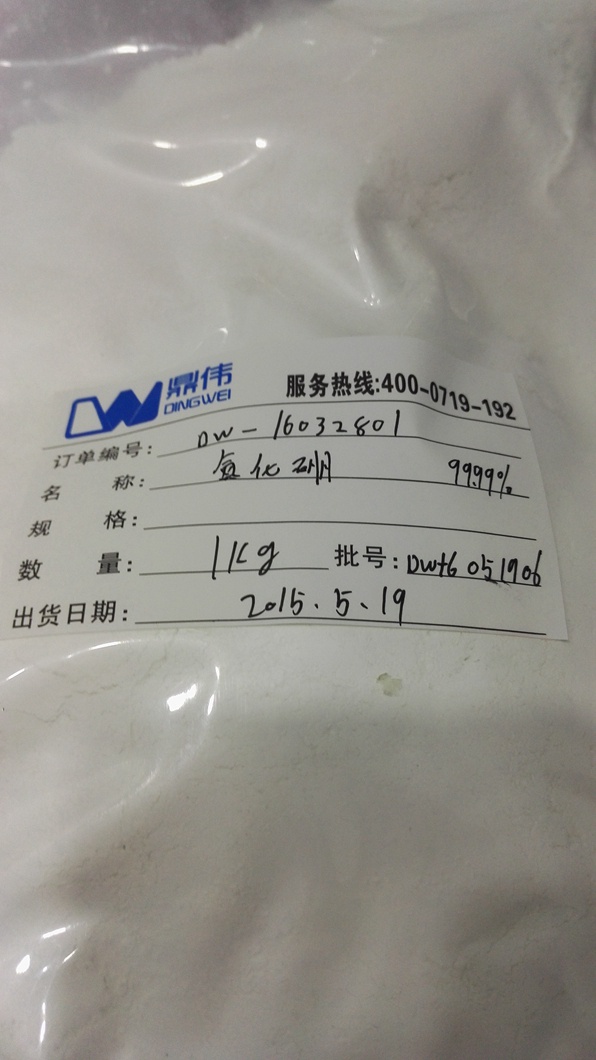 鼎伟
DINGWEI
服务热线:400-0719-192
订单编号: DW-16032801
名 称: 氮化硼 99.99%
规 格:
数 量: 1Kg 批号: DW16051906
出货日期: 2015.5.19